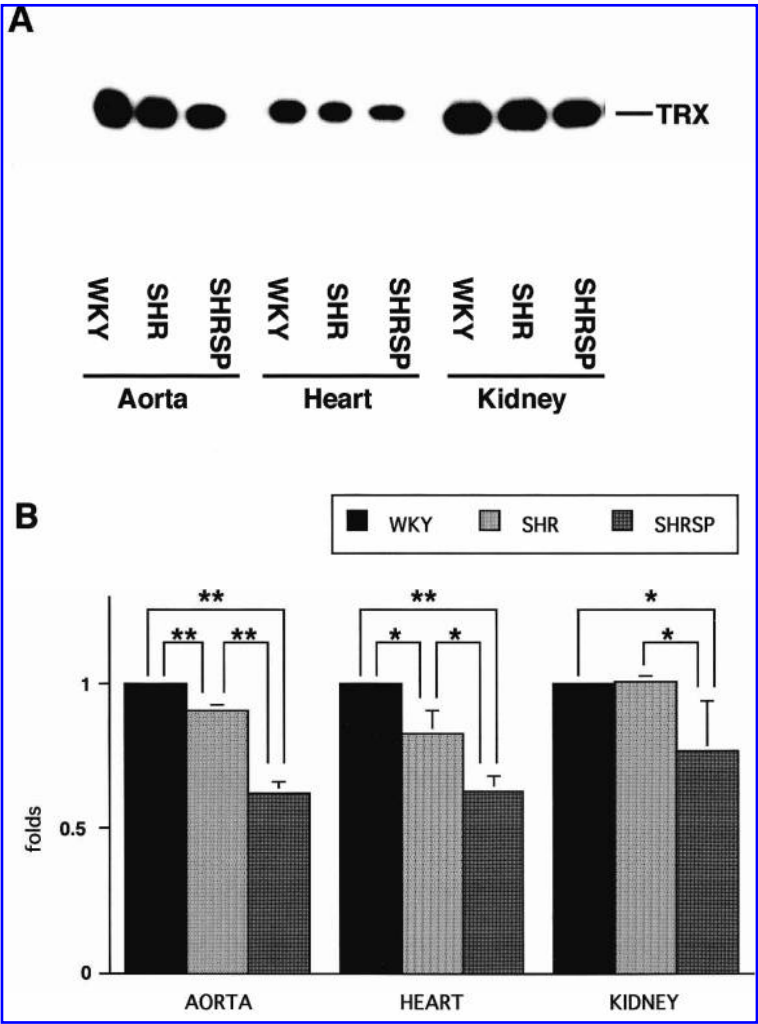 A
TRX
WKY SHR SHRSP WKY SHR SHRSP WKY SHR SHRSP
Aorta Heart Kidney
B
WKY SHR SHRSP
** ** *
** ** * * *
1
folds
0.5
0
AORTA HEART KIDNEY